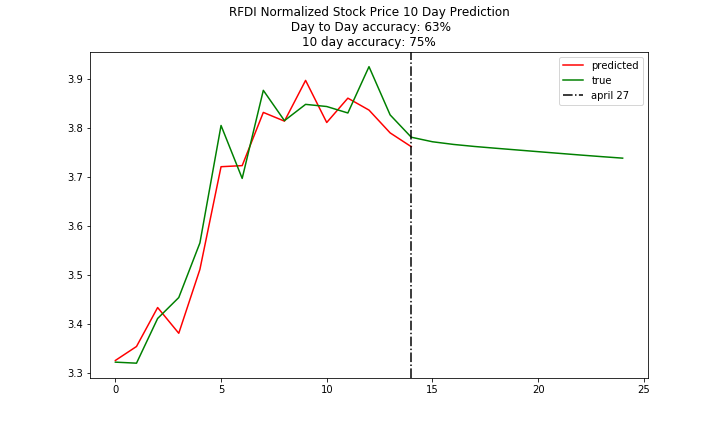 RFDI Normalized Stock Price 10 Day Prediction
Day to Day accuracy: 63%
10 day accuracy: 75%
predicted
true
april 27
3.9
3.8
3.7
3.6
3.5
3.4
3.3
0 5 10 15 20 25